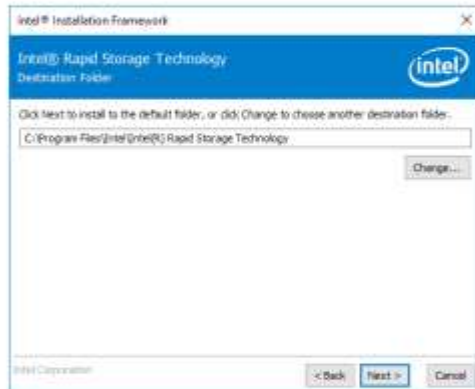 Intel® Installation Framework
Intel® Rapid Storage Technology
Destination Folder
intel
Click Next to install to the default folder, or click Change to choose another destination folder.
C:\Program Files\Intel\Intel(R) Rapid Storage Technology
Change...
Intel Corporation
< Back
Next >
Cancel